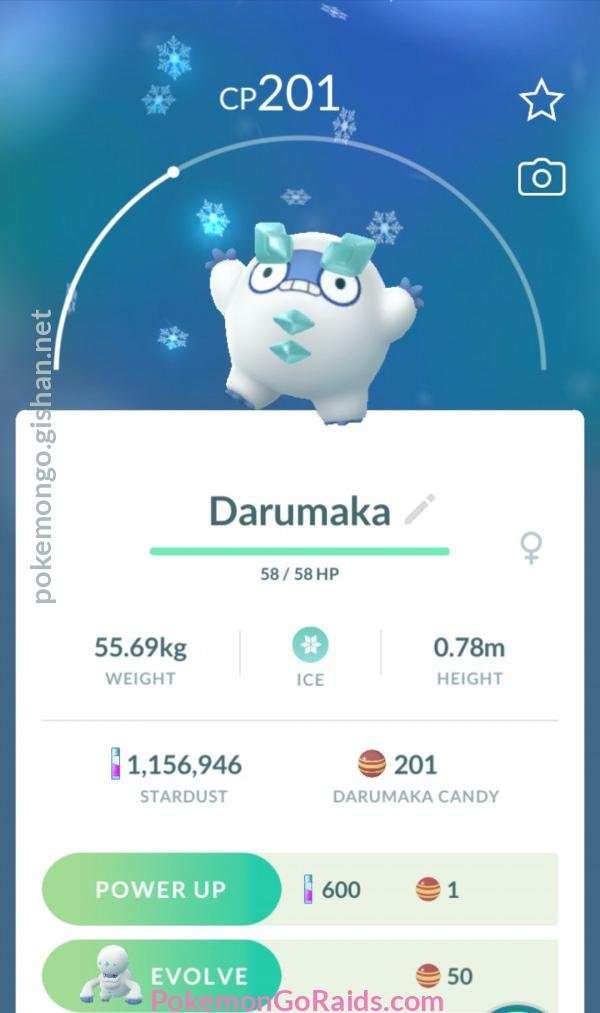 CP201
pokemongo.gishan.net
Darumaka
58 / 58 HP
55.69kg
WEIGHT
ICE
0.78m
HEIGHT
1,156,946
STARDUST
201
DARUMAKA CANDY
POWER UP
600
1
EVOLVE
50
PokemonGoRaids.com